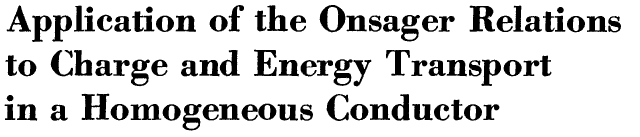 Application of the Onsager Relations
to Charge and Energy Transport
in a Homogeneous Conductor